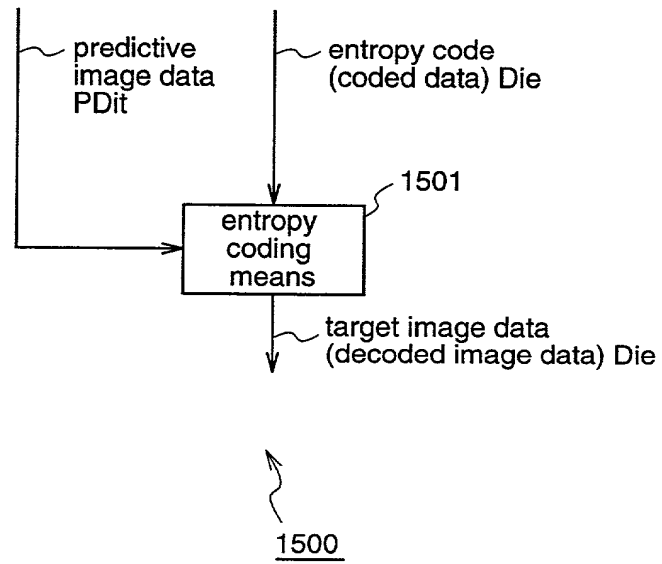 predictive
image data
PDit
entropy code
(coded data) Die
1501
entropy
coding
means
target image data
(decoded image data) Die
1500